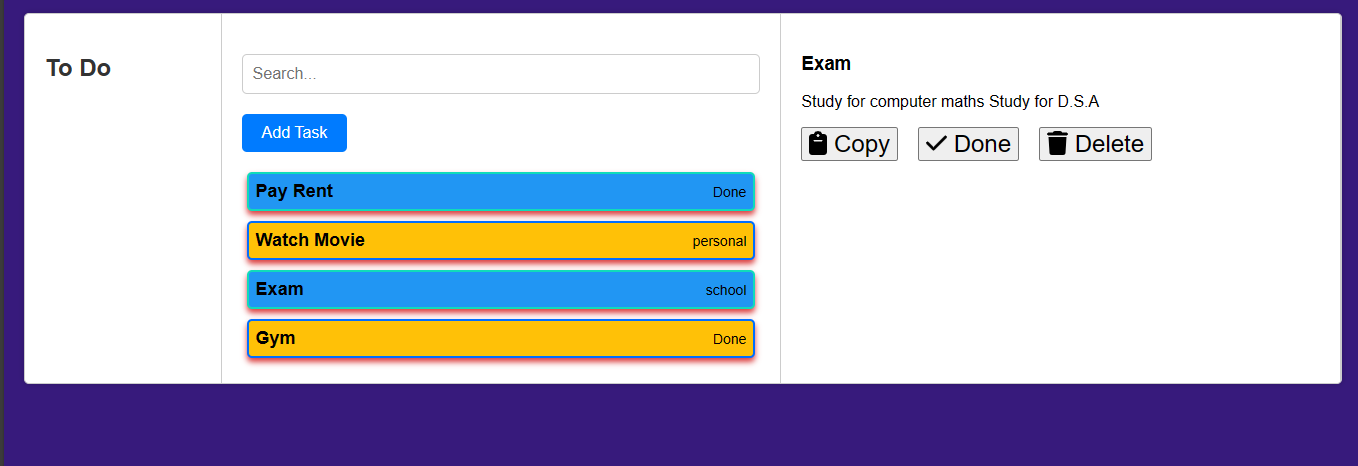 To Do
Search...
Add Task
Pay Rent Done
Watch Movie personal
Exam school
Gym Done
Exam
Study for computer maths Study for D.S.A
Copy Done Delete